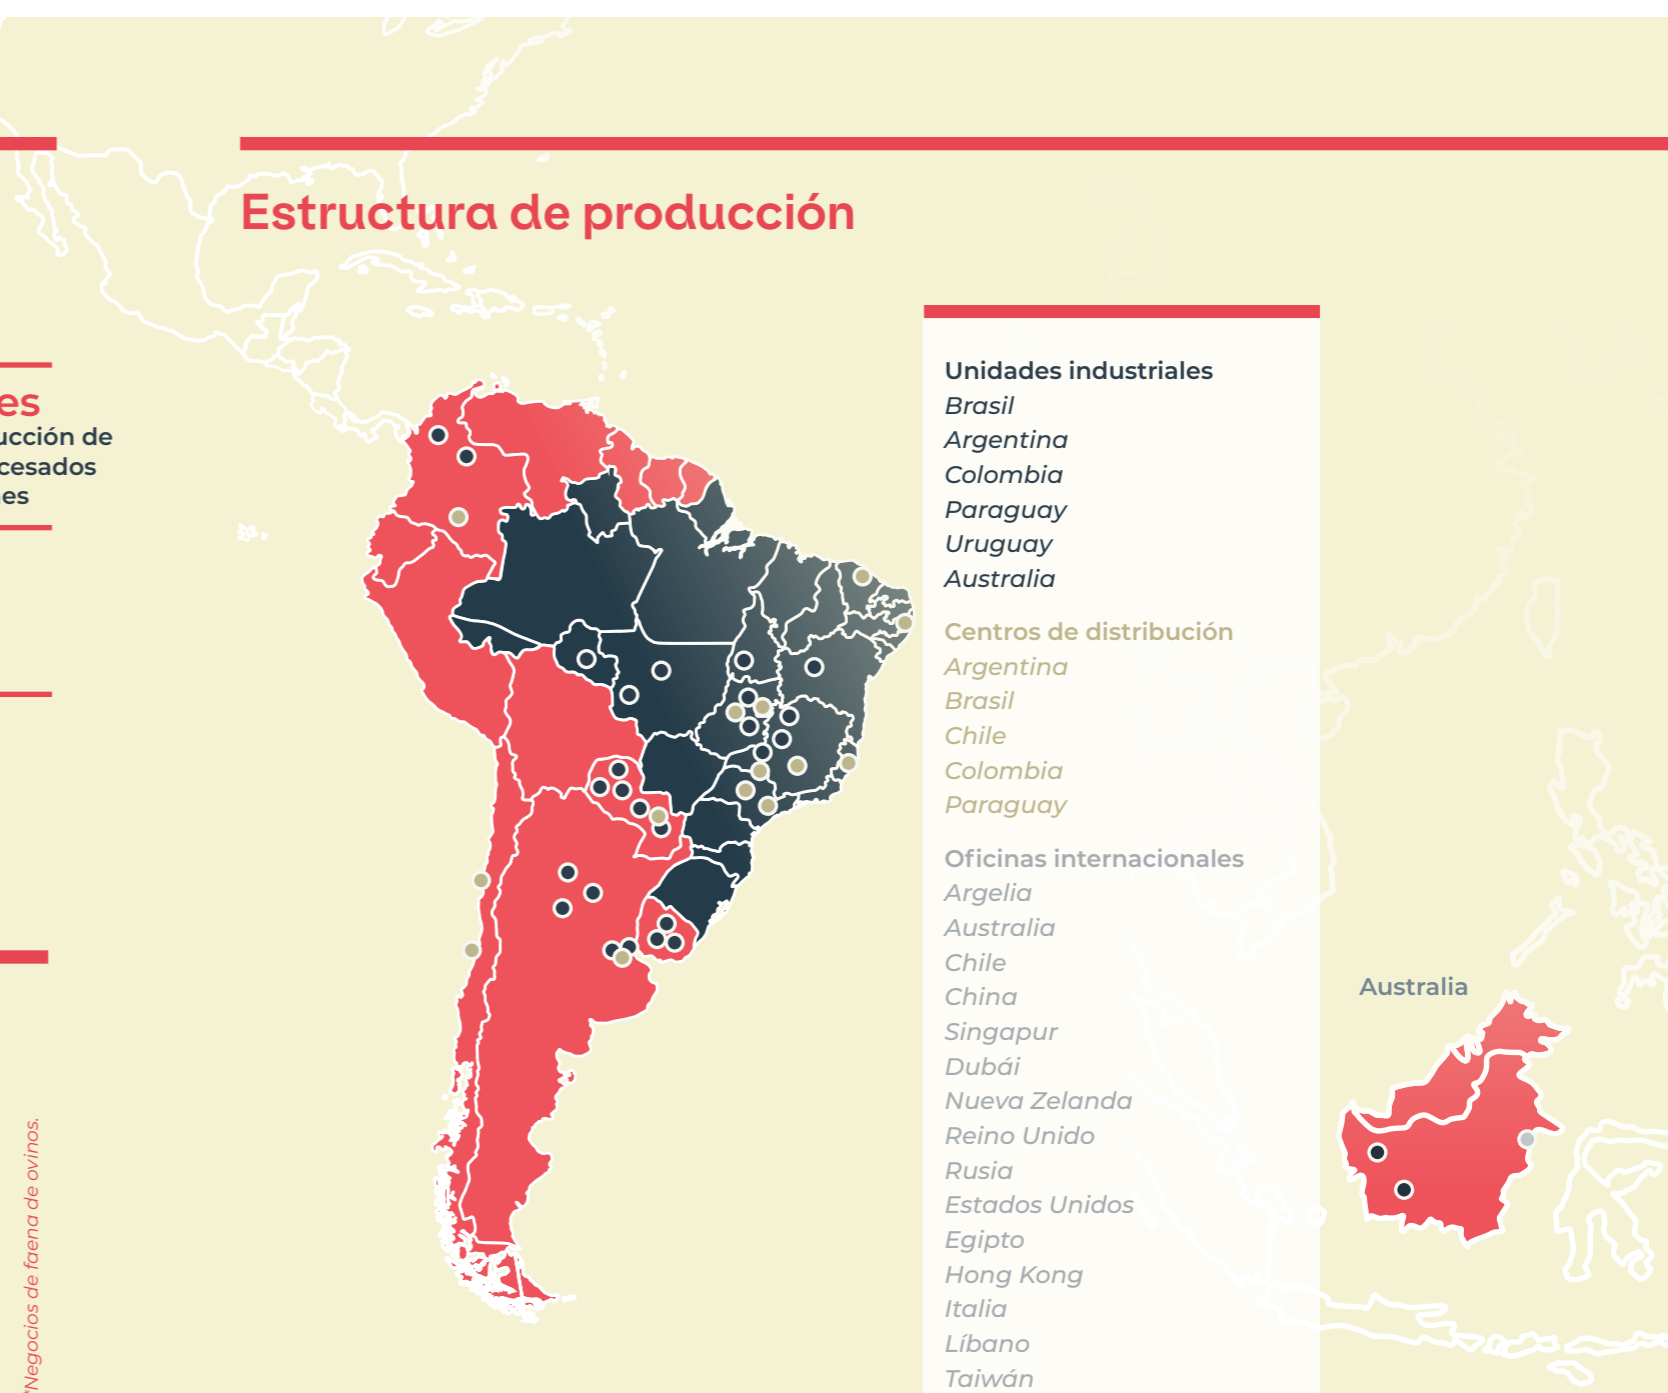 Estructura de producción
es
ucción de
cesados
nes
*Negocios de faena de ovinos.
Unidades industriales
Brasil
Argentina
Colombia
Paraguay
Uruguay
Australia
Centros de distribución
Argentina
Brasil
Chile
Colombia
Paraguay
Oficinas internacionales
Argelia
Australia
Chile
China
Singapur
Dubái
Nueva Zelanda
Reino Unido
Rusia
Estados Unidos
Egipto
Hong Kong
Italia
Líbano
Taiwán
Australia